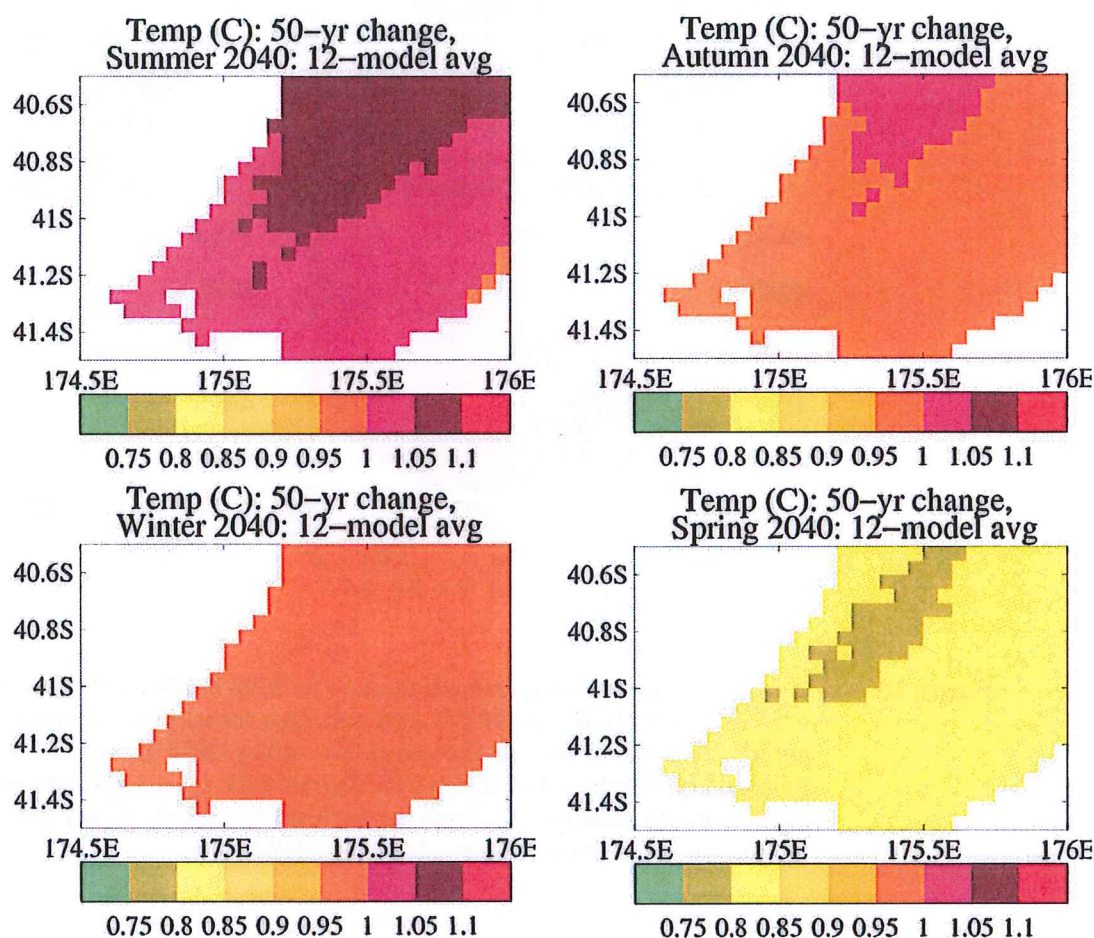 Temp (C): 50−yr change,
Summer 2040: 12−model avg
40.6S
40.8S
41S
41.2S
41.4S
174.5E 175E 175.5E 176E
0.75 0.8 0.85 0.9 0.95 1 1.05 1.1
Temp (C): 50−yr change,
Autumn 2040: 12−model avg
40.6S
40.8S
41S
41.2S
41.4S
174.5E 175E 175.5E 176E
0.75 0.8 0.85 0.9 0.95 1 1.05 1.1
Temp (C): 50−yr change,
Winter 2040: 12−model avg
40.6S
40.8S
41S
41.2S
41.4S
174.5E 175E 175.5E 176E
0.75 0.8 0.85 0.9 0.95 1 1.05 1.1
Temp (C): 50−yr change,
Spring 2040: 12−model avg
40.6S
40.8S
41S
41.2S
41.4S
174.5E 175E 175.5E 176E
0.75 0.8 0.85 0.9 0.95 1 1.05 1.1